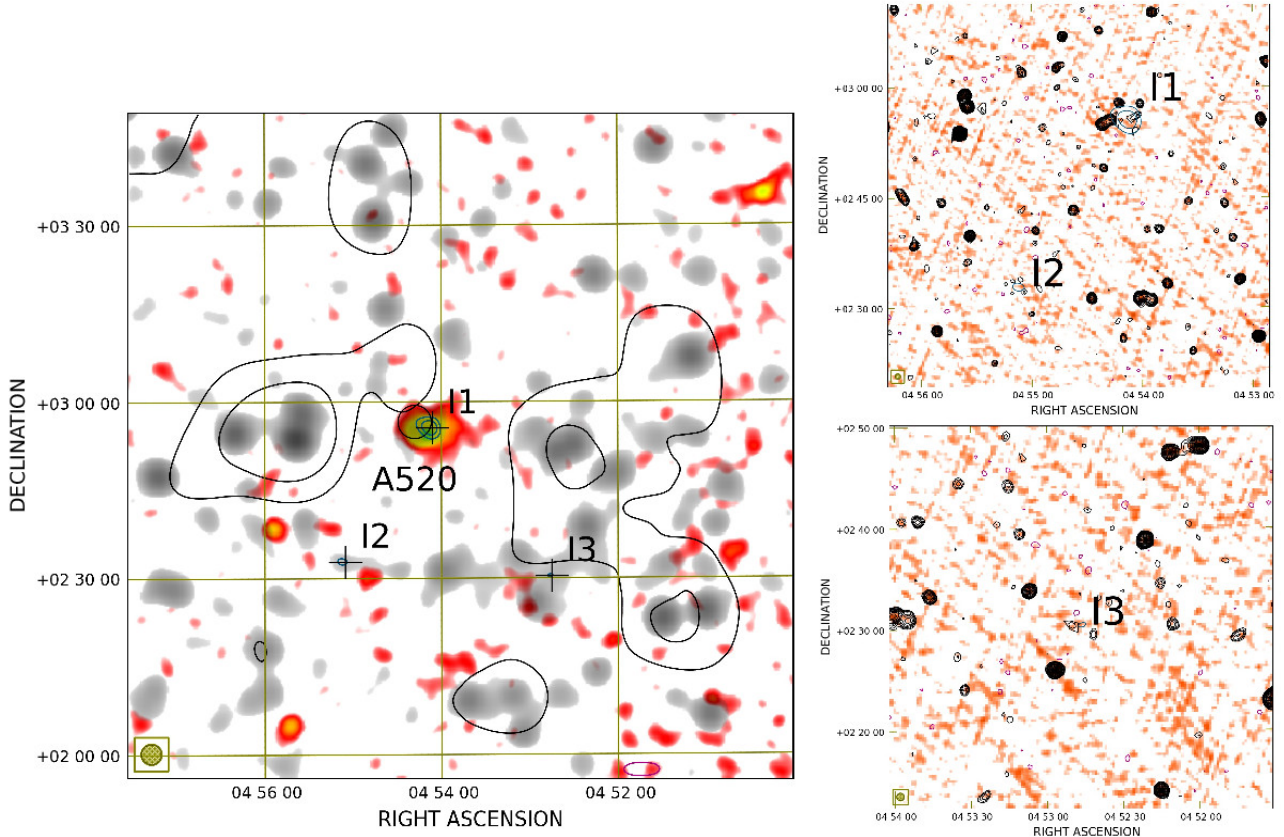 +03 30 00
+03 00 00
+02 30 00
+02 00 00
DECLINATION
I1
A520
I2
I3
04 56 00
04 54 00
04 52 00
RIGHT ASCENSION
+03 00 00
+02 45 00
+02 30 00
DECLINATION
I1
I2
04 56 00
04 55 00
04 54 00
04 53 00
RIGHT ASCENSION
+02 50 00
+02 40 00
+02 30 00
+02 20 00
DECLINATION
I3
04 54 00
04 53 30
04 53 00
04 52 30
04 52 00
RIGHT ASCENSION